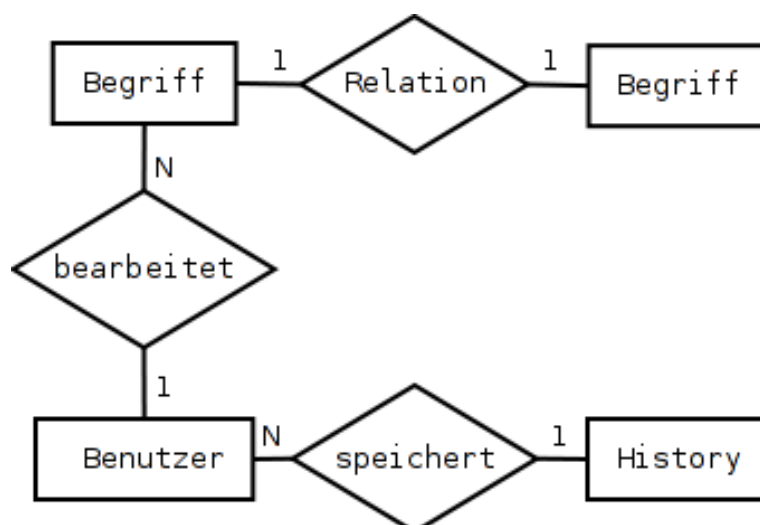 Begriff 1 Relation 1 Begriff
N
bearbeitet
1
Benutzer N speichert 1 History